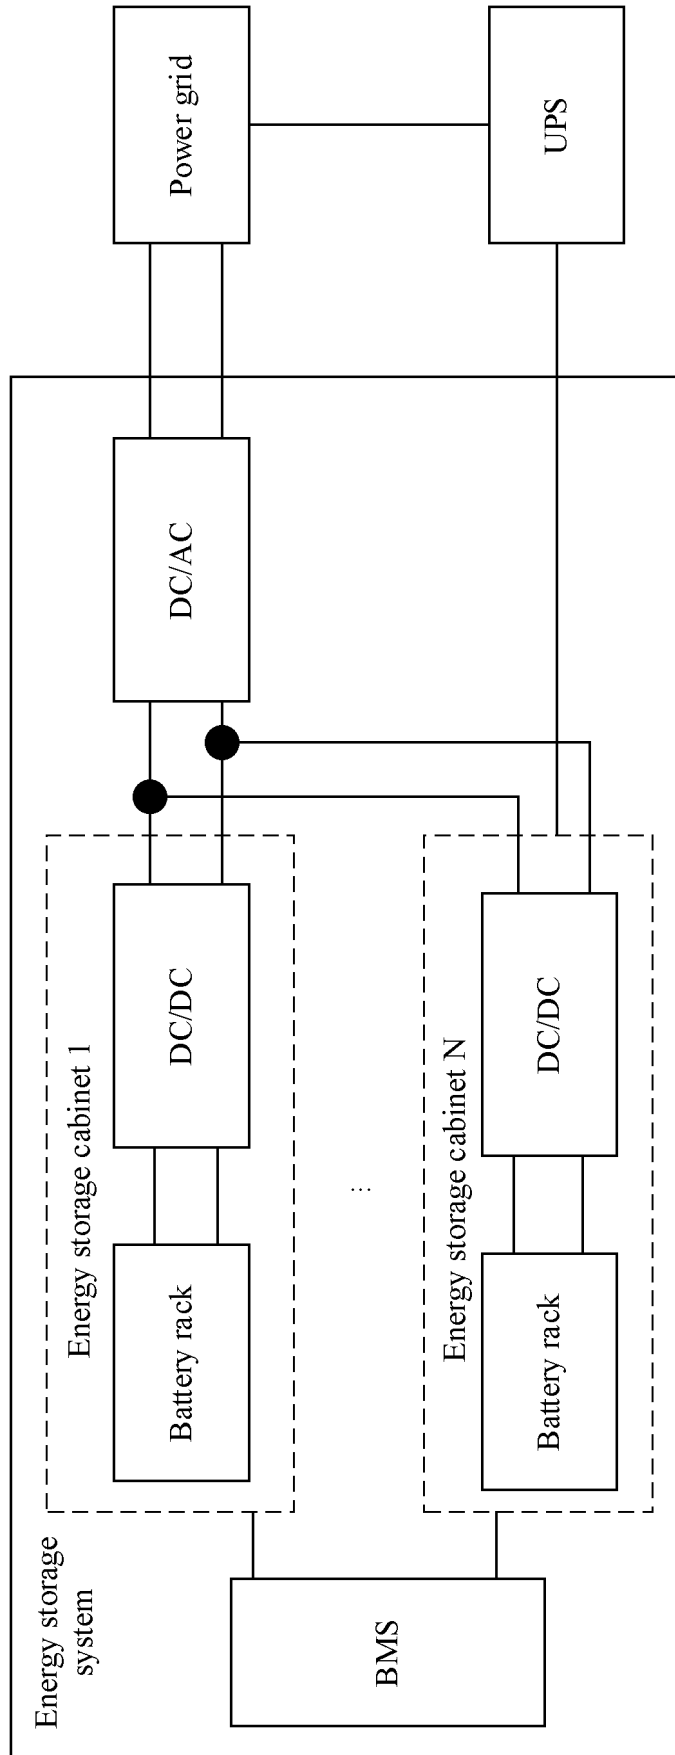 Energy storage
system
BMS
Energy storage cabinet 1
Battery rack
DC/DC
...
Energy storage cabinet N
Battery rack
DC/DC
DC/AC
Power grid
UPS